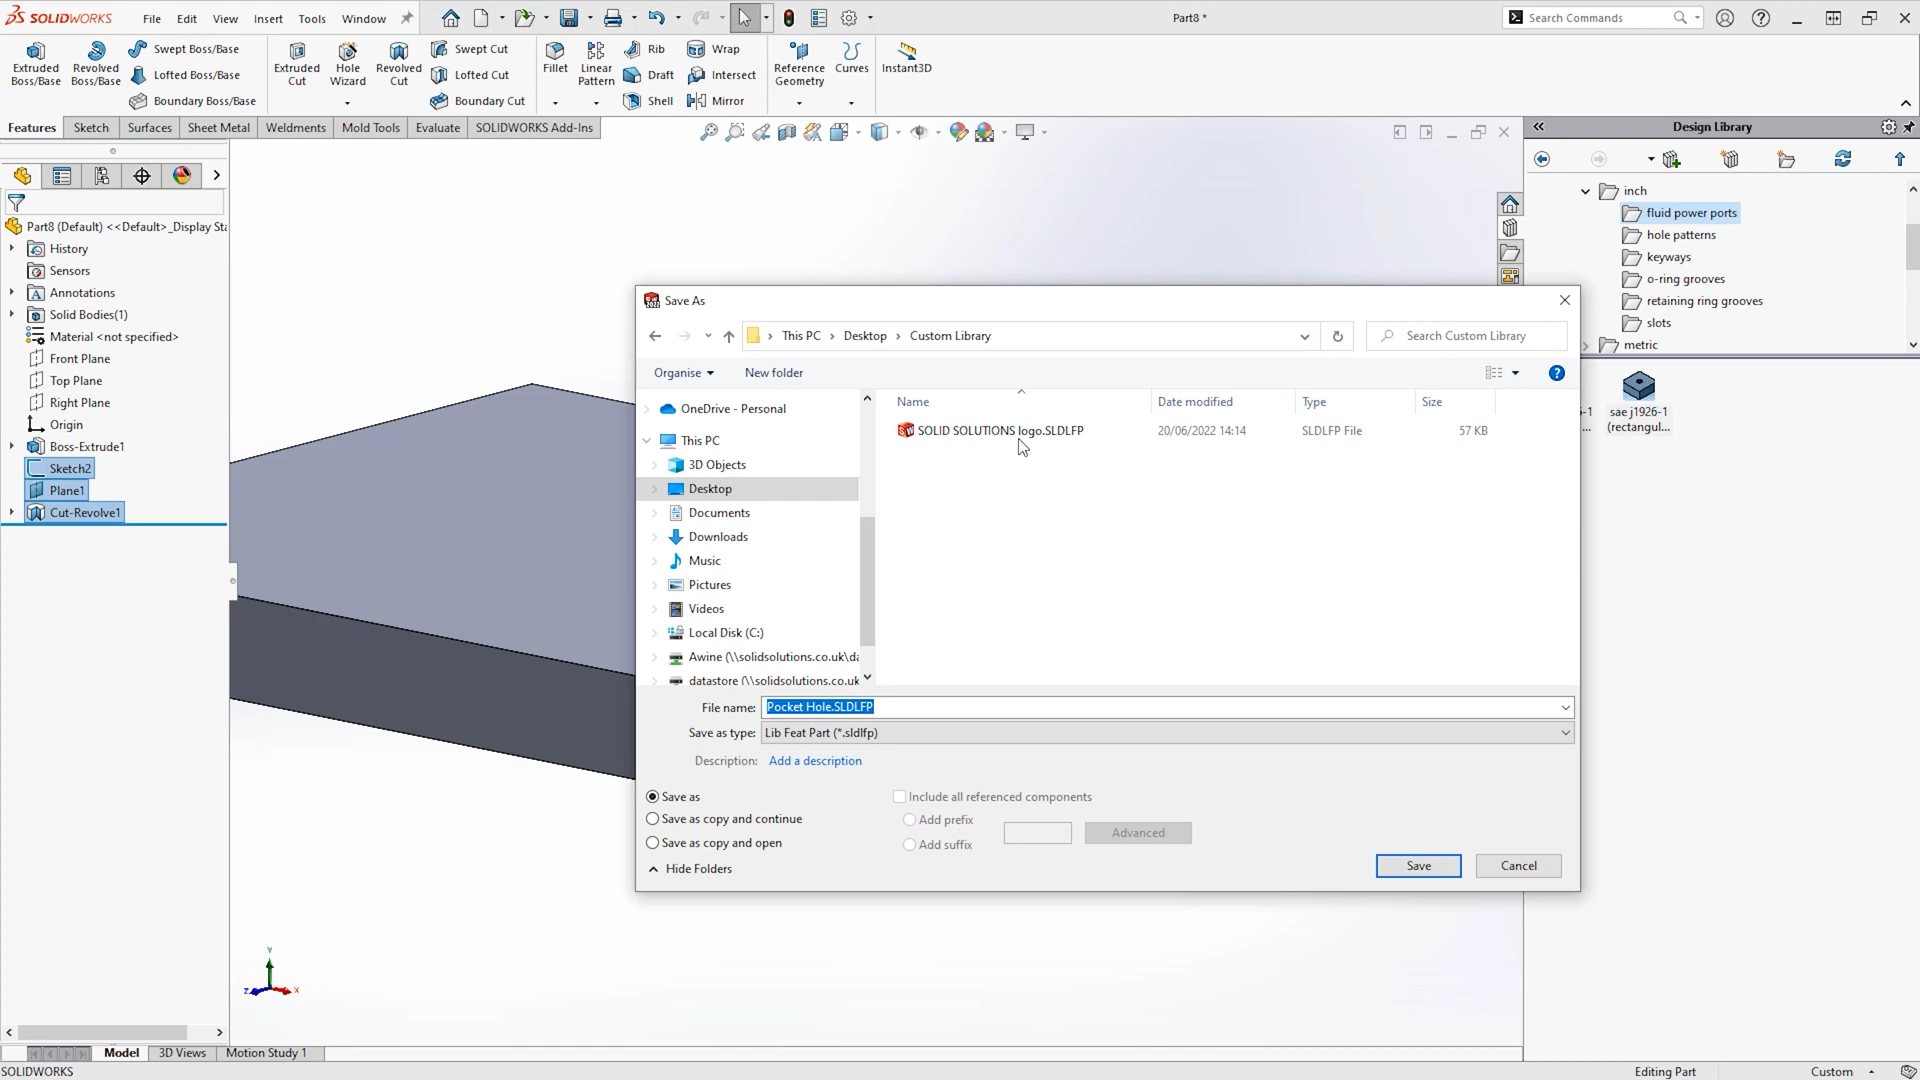 SOLIDWORKS File Edit View Insert Tools Window Part8 * Search Commands
Extruded Boss/Base
Revolved Boss/Base
Swept Boss/Base
Lofted Boss/Base
Boundary Boss/Base
Extruded Cut
Hole Wizard
Revolved Cut
Swept Cut
Lofted Cut
Boundary Cut
Fillet
Linear Pattern
Rib
Draft
Shell
Wrap
Intersect
Mirror
Reference Geometry
Curves
Instant3D
Features Sketch Surfaces Sheet Metal Weldments Mold Tools Evaluate SOLIDWORKS Add-Ins
Part8 (Default) <<Default>_Display Sta
History
Sensors
Annotations
Solid Bodies(1)
Material <not specified>
Front Plane
Top Plane
Right Plane
Origin
Boss-Extrude1
Sketch2
Plane1
Cut-Revolve1
Y
Z X
Save As
This PC Desktop Custom Library
Search Custom Library
Organise New folder
OneDrive - Personal
This PC
3D Objects
Desktop
Documents
Downloads
Music
Pictures
Videos
Local Disk (C:)
Awine (\\solidsolutions.co.uk\da
datastore (\\solidsolutions.co.uk
Name Date modified Type Size
SOLID SOLUTIONS logo.SLDLFP 20/06/2022 14:14 SLDLFP File 57 KB
File name: Pocket Hole.SLDLFP
Save as type: Lib Feat Part (*.sldlfp)
Description: Add a description
Save as
Save as copy and continue
Save as copy and open
Include all referenced components
Add prefix
Add suffix
Advanced
Hide Folders
Save Cancel
Design Library
inch
fluid power ports
hole patterns
keyways
o-ring grooves
retaining ring grooves
slots
metric
-1
...
sae j1926-1
(rectangul...
Model 3D Views Motion Study 1
SOLIDWORKS Editing Part Custom